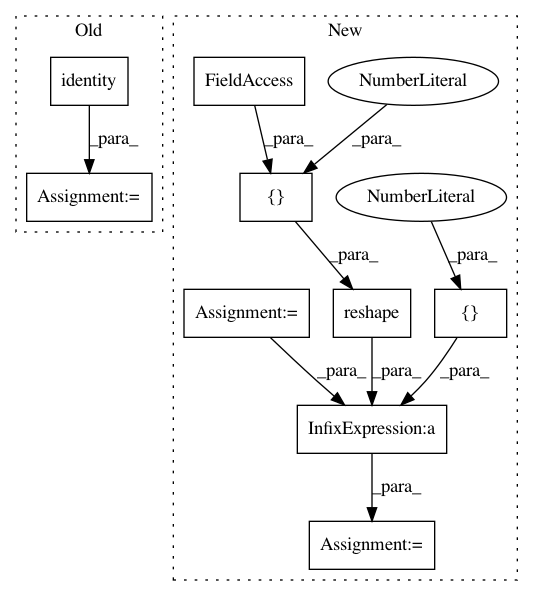 Old
New
identity
FieldAccess
NumberLiteral
_para_
_para_
_para_
Assignment:=
{}
NumberLiteral
_para_
_para_
Assignment:=
reshape
{}
_para_
_para_
_para_
InfixExpression:a
_para_
Assignment:=